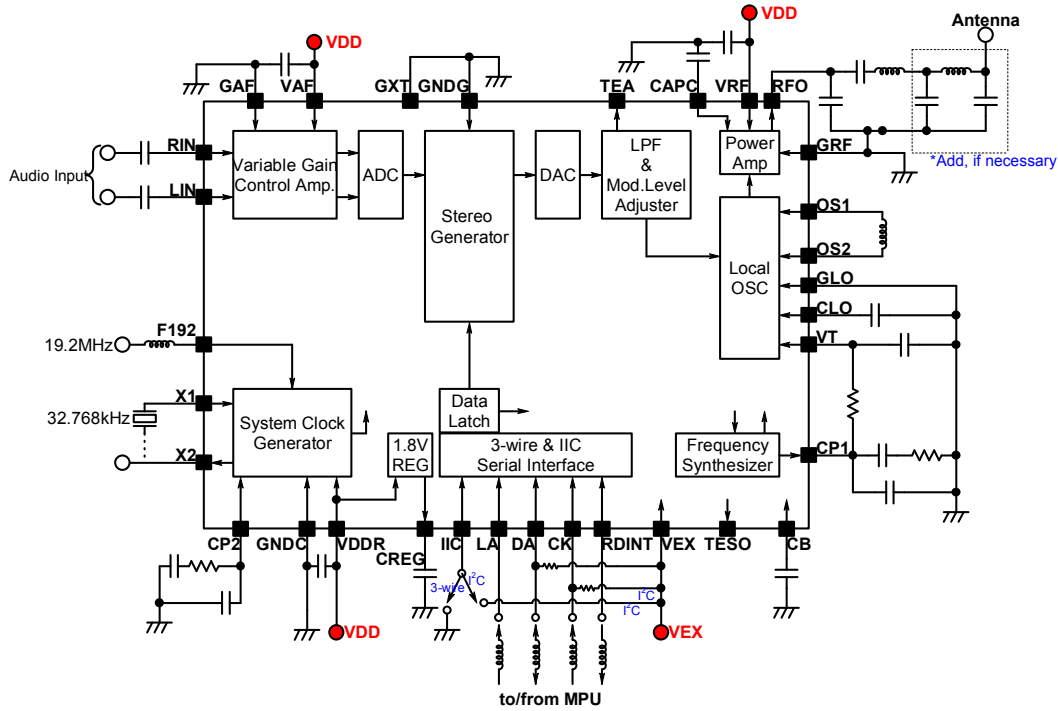 Antenna
VDD
VDD
GAF
VAF
GXT
GNDG
TEA
CAPC
VRF
RFO
RIN
Variable Gain
Control Amp.
ADC
Stereo
Generator
DAC
LPF
&
Mod.Level
Adjuster
Power
Amp
GRF
*Add, if necessary
Audio Input
LIN
OS1
OS2
Local
OSC
GLO
CLO
VT
F192
19.2MHz
X1
32.768kHz
X2
System Clock
Generator
Data
Latch
1.8V
REG
3-wire & IIC
Serial Interface
Frequency
Synthesizer
CP1
CP2
GNDC
VDDR
CREG
IIC
LA
DA
CK
RDINT
VEX
TESO
CB
3-wire
I²C
I²C
I²C
VDD
VEX
to/from MPU